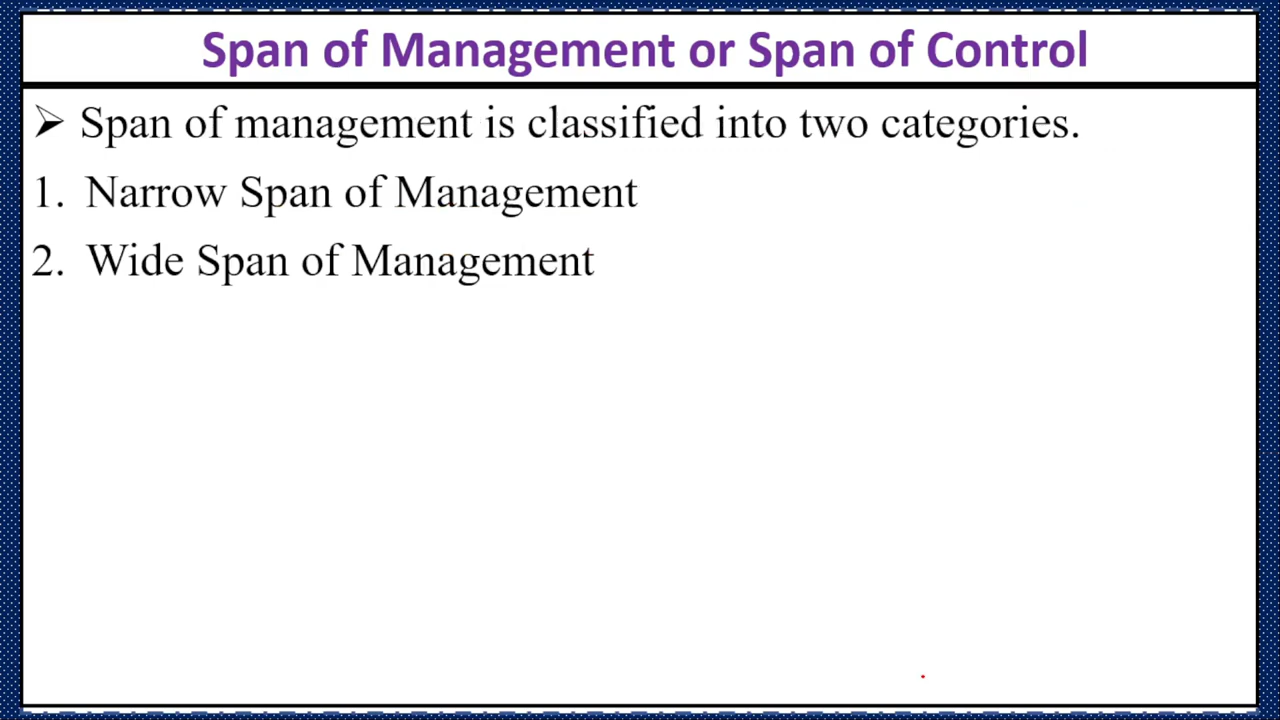 Span of Management or Span of Control
➢ Span of management is classified into two categories.
1. Narrow Span of Management
2. Wide Span of Management